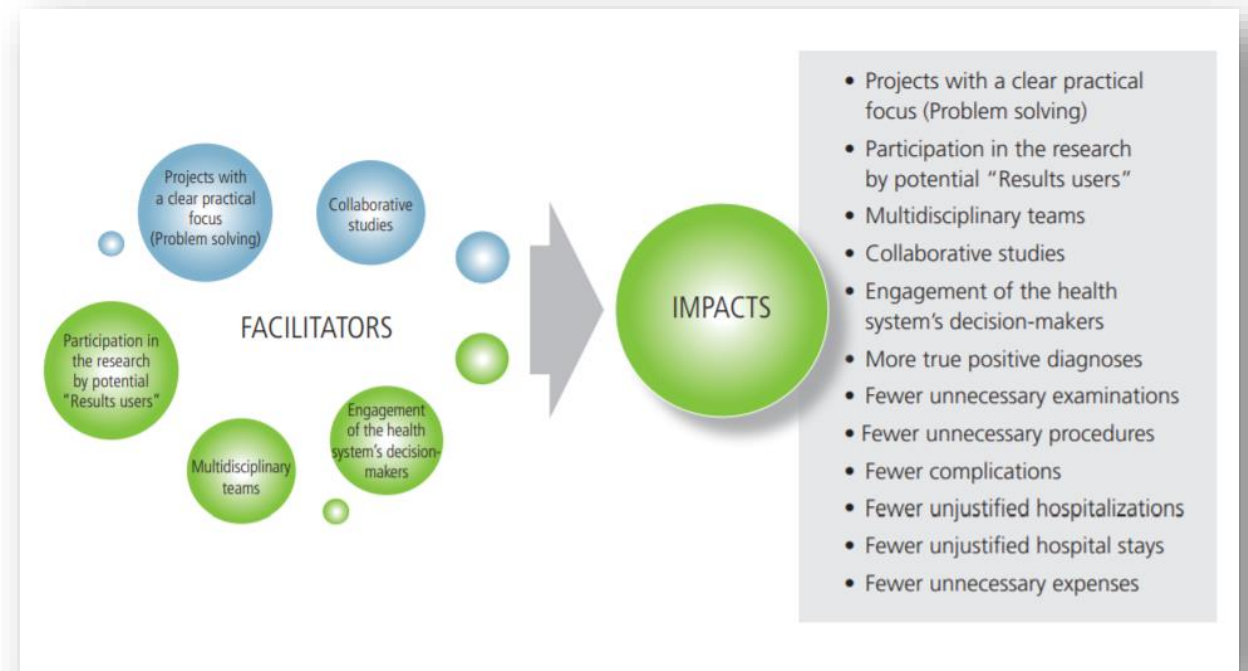 Projects with
a clear practical
focus
(Problem solving)
Collaborative
studies
FACILITATORS
Participation in
the research
by potential
“Results users”
Multidisciplinary
teams
Engagement
of the health
system’s decision-
makers
IMPACTS
• Projects with a clear practical
focus (Problem solving)
• Participation in the research
by potential “Results users”
• Multidisciplinary teams
• Collaborative studies
• Engagement of the health
system’s decision-makers
• More true positive diagnoses
• Fewer unnecessary examinations
• Fewer unnecessary procedures
• Fewer complications
• Fewer unjustified hospitalizations
• Fewer unjustified hospital stays
• Fewer unnecessary expenses